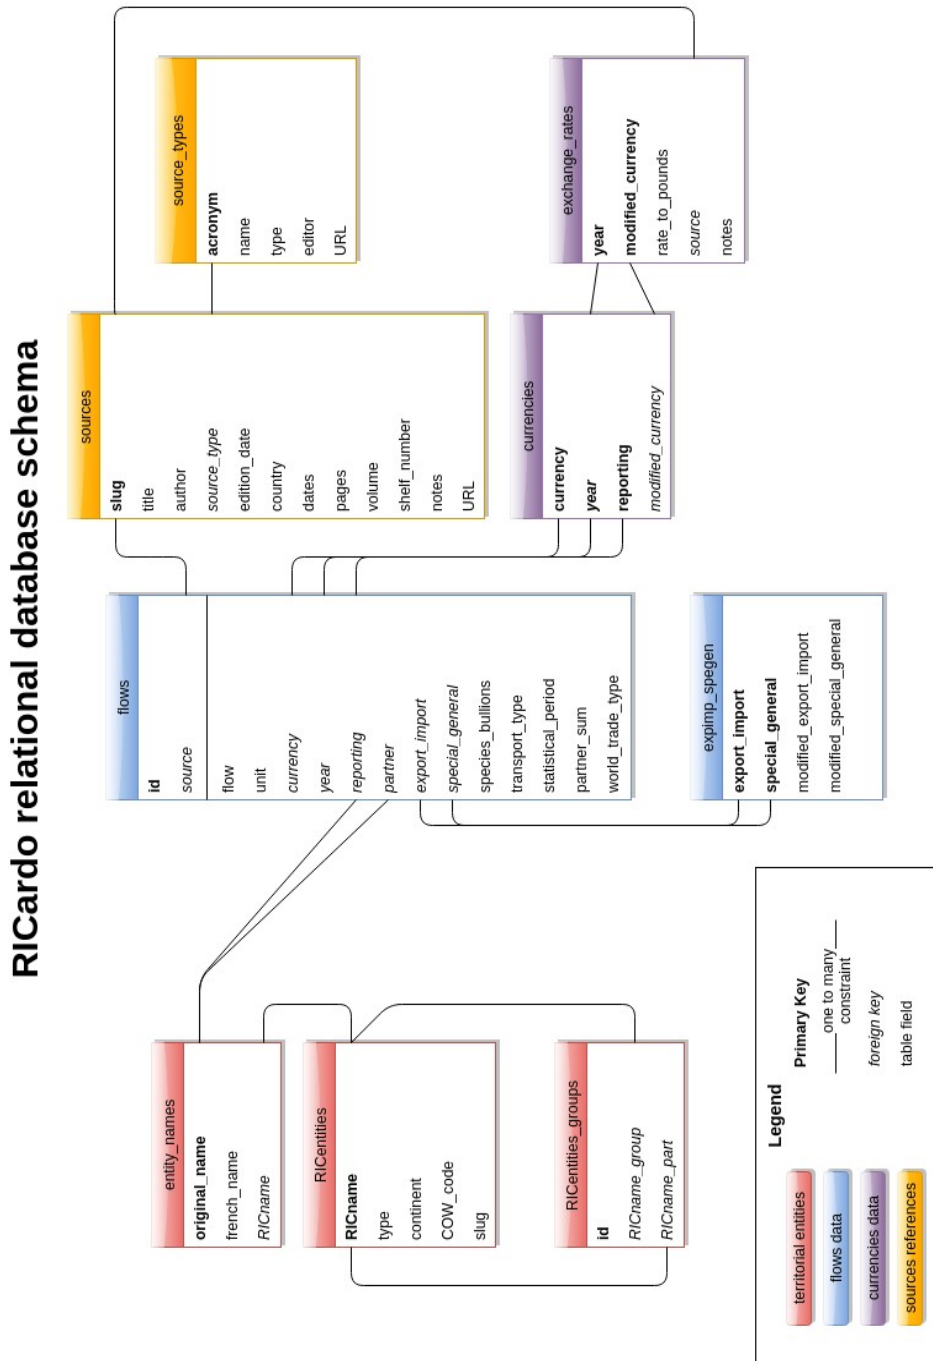 RICardo relational database schema
entity_names
original_name
french_name
RICname
RICentities
RICname
type
continent
COW_code
slug
RICentities_groups
id
RICname_group
RICname_part
flows
id
source
flow
unit
currency
year
reporting
partner
export_import
special_general
species_bullions
transport_type
statistical_period
partner_sum
world_trade_type
expimp_spegen
export_import
special_general
modified_export_import
modified_special_general
sources
slug
title
author
source_type
edition_date
country
dates
pages
volume
shelf_number
notes
URL
currencies
currency
year
reporting
modified_currency
source_types
acronym
name
type
editor
URL
exchange_rates
year
modified_currency
rate_to_pounds
source
notes
Legend
territorial entities
flows data
currencies data
sources references
Primary Key
one to many
constraint
foreign key
table field